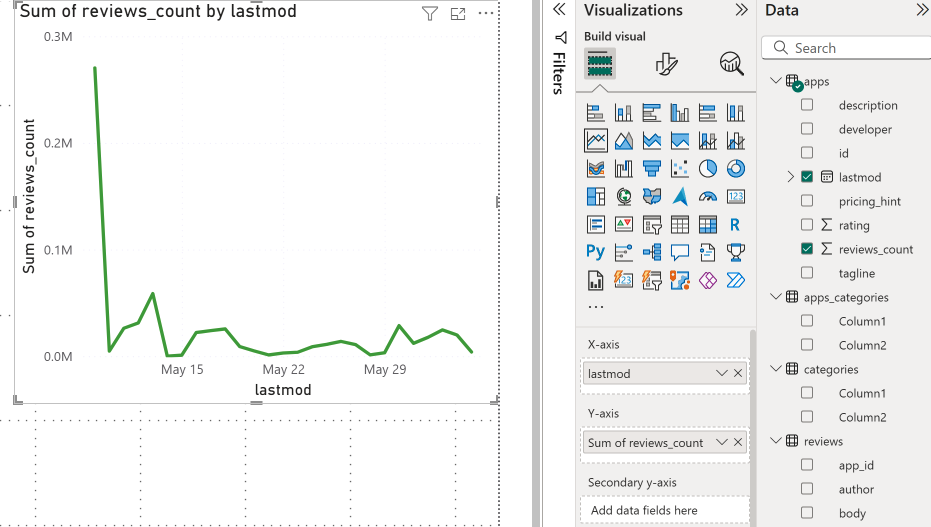 Sum of reviews_count by lastmod
0.3M
0.2M
0.1M
0.0M
Sum of reviews_count
May 15
May 22
May 29
lastmod
Filters
Visualizations
Build visual
123
R
Py
123
X-axis
lastmod
Y-axis
Sum of reviews_count
Secondary y-axis
Add data fields here
Data
Search
apps
description
developer
id
lastmod
pricing_hint
rating
reviews_count
tagline
apps_categories
Column1
Column2
categories
Column1
Column2
reviews
app_id
author
body